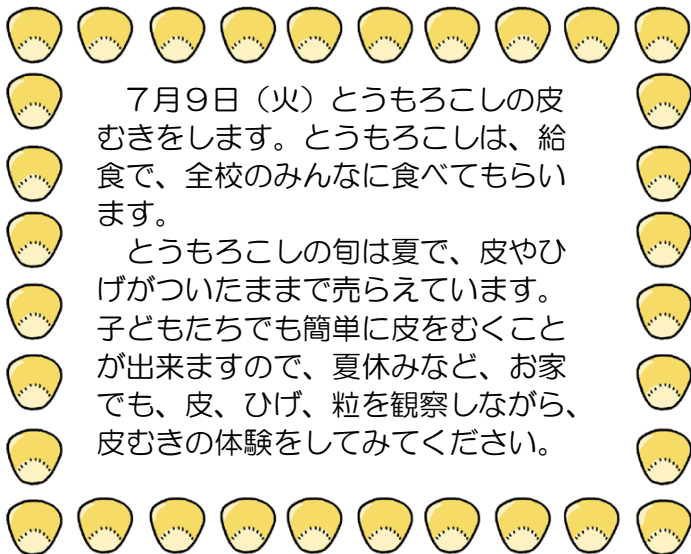 ７月９日（火）とうもろこしの皮
むきをします。とうもろこしは、給
食で、全校のみんなに食べてもらい
ます。
　とうもろこしの旬は夏で、皮やひ
げがついたままで売らえています。
子どもたちでも簡単に皮をむくこと
が出来ますので、夏休みなど、お家
でも、皮、ひげ、粒を観察しながら、
皮むきの体験をしてみてください。